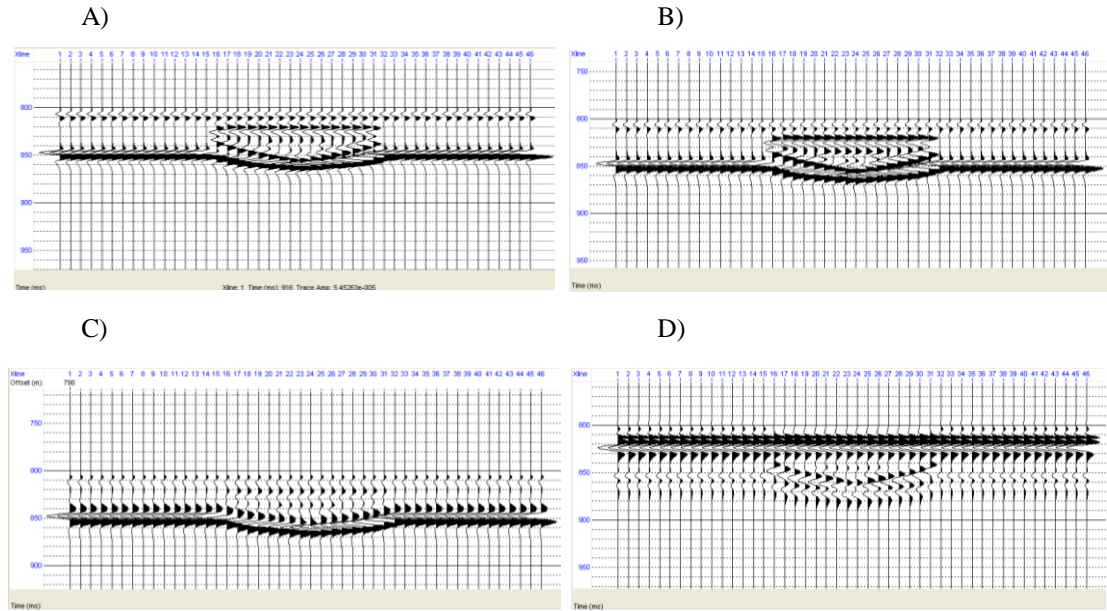 A)
Xline 1 2 3 4 5 6 7 8 9 10 11 12 13 14 15 16 17 18 19 20 21 22 23 24 25 26 27 28 29 30 31 32 33 34 35 36 37 38 39 40 41 42 43 44 45 46
800
850
900
950
Time (ms) Xline: 1 Time (ms): 916 Trace Amp: 5.45263e-005
B)
Xline 1 2 3 4 5 6 7 8 9 10 11 12 13 14 15 16 17 18 19 20 21 22 23 24 25 26 27 28 29 30 31 32 33 34 35 36 37 38 39 40 41 42 43 44 45 46
750
800
850
900
950
Time (ms)
C)
Xline 1 2 3 4 5 6 7 8 9 10 11 12 13 14 15 16 17 18 19 20 21 22 23 24 25 26 27 28 29 30 31 32 33 34 35 36 37 38 39 40 41 42 43 44 45 46
Offset (m) 790
750
800
850
900
Time (ms)
D)
Xline 1 2 3 4 5 6 7 8 9 10 11 12 13 14 15 16 17 18 19 20 21 22 23 24 25 26 27 28 29 30 31 32 33 34 35 36 37 38 39 40 41 42 43 44 45 46
800
850
900
950
Time (ms)